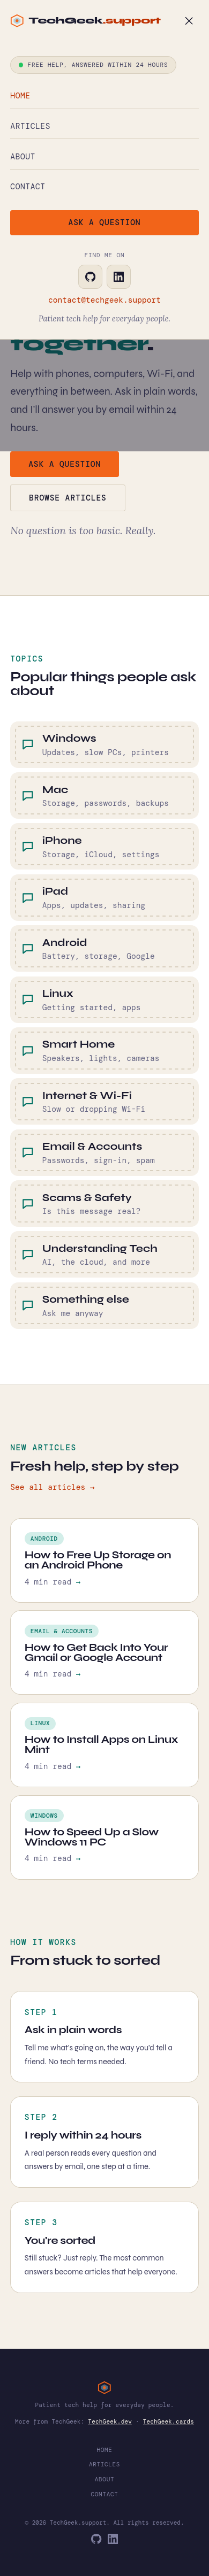 TechGeek.support
FREE HELP, ANSWERED WITHIN 24 HOURS
HOME
ARTICLES
ABOUT
CONTACT
ASK A QUESTION
FIND ME ON
contact@techgeek.support
Patient tech help for everyday people.
together.
Help with phones, computers, Wi-Fi, and
everything in between. Ask in plain words,
and I'll answer you by email within 24
hours.
ASK A QUESTION
BROWSE ARTICLES
No question is too basic. Really.
TOPICS
Popular things people ask
about
Windows
Updates, slow PCs, printers
Mac
Storage, passwords, backups
iPhone
Storage, iCloud, settings
iPad
Apps, updates, sharing
Android
Battery, storage, Google
Linux
Getting started, apps
Smart Home
Speakers, lights, cameras
Internet & Wi-Fi
Slow or dropping Wi-Fi
Email & Accounts
Passwords, sign-in, spam
Scams & Safety
Is this message real?
Understanding Tech
AI, the cloud, and more
Something else
Ask me anyway
NEW ARTICLES
Fresh help, step by step
See all articles →
ANDROID
How to Free Up Storage on
an Android Phone
4 min read →
EMAIL & ACCOUNTS
How to Get Back Into Your
Gmail or Google Account
4 min read →
LINUX
How to Install Apps on Linux
Mint
4 min read →
WINDOWS
How to Speed Up a Slow
Windows 11 PC
4 min read →
HOW IT WORKS
From stuck to sorted
STEP 1
Ask in plain words
Tell me what's going on, the way you'd tell a
friend. No tech terms needed.
STEP 2
I reply within 24 hours
A real person reads every question and
answers by email, one step at a time.
STEP 3
You're sorted
Still stuck? Just reply. The most common
answers become articles that help everyone.
Patient tech help for everyday people.
More from TechGeek: TechGeek.dev · TechGeek.cards
HOME
ARTICLES
ABOUT
CONTACT
© 2026 TechGeek.support. All rights reserved.